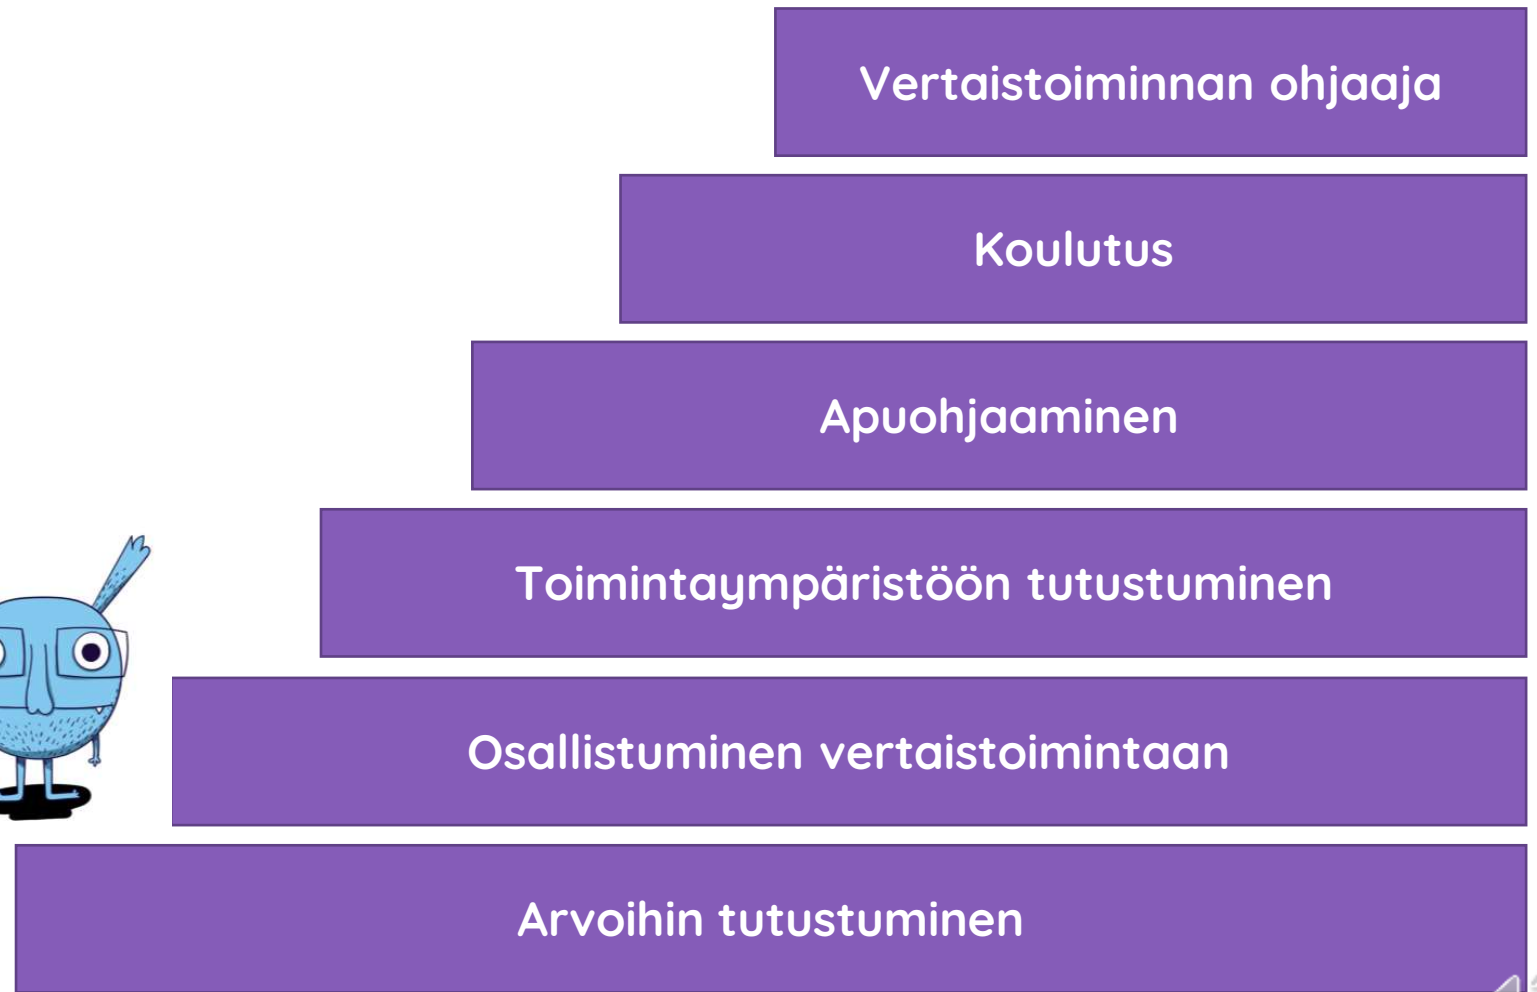 Vertaistoiminnan ohjaaja
Koulutus
Apuohjaaminen
Toimintaympäristöön tutustuminen
Osallistuminen vertaistoimintaan
Arvoihin tutustuminen